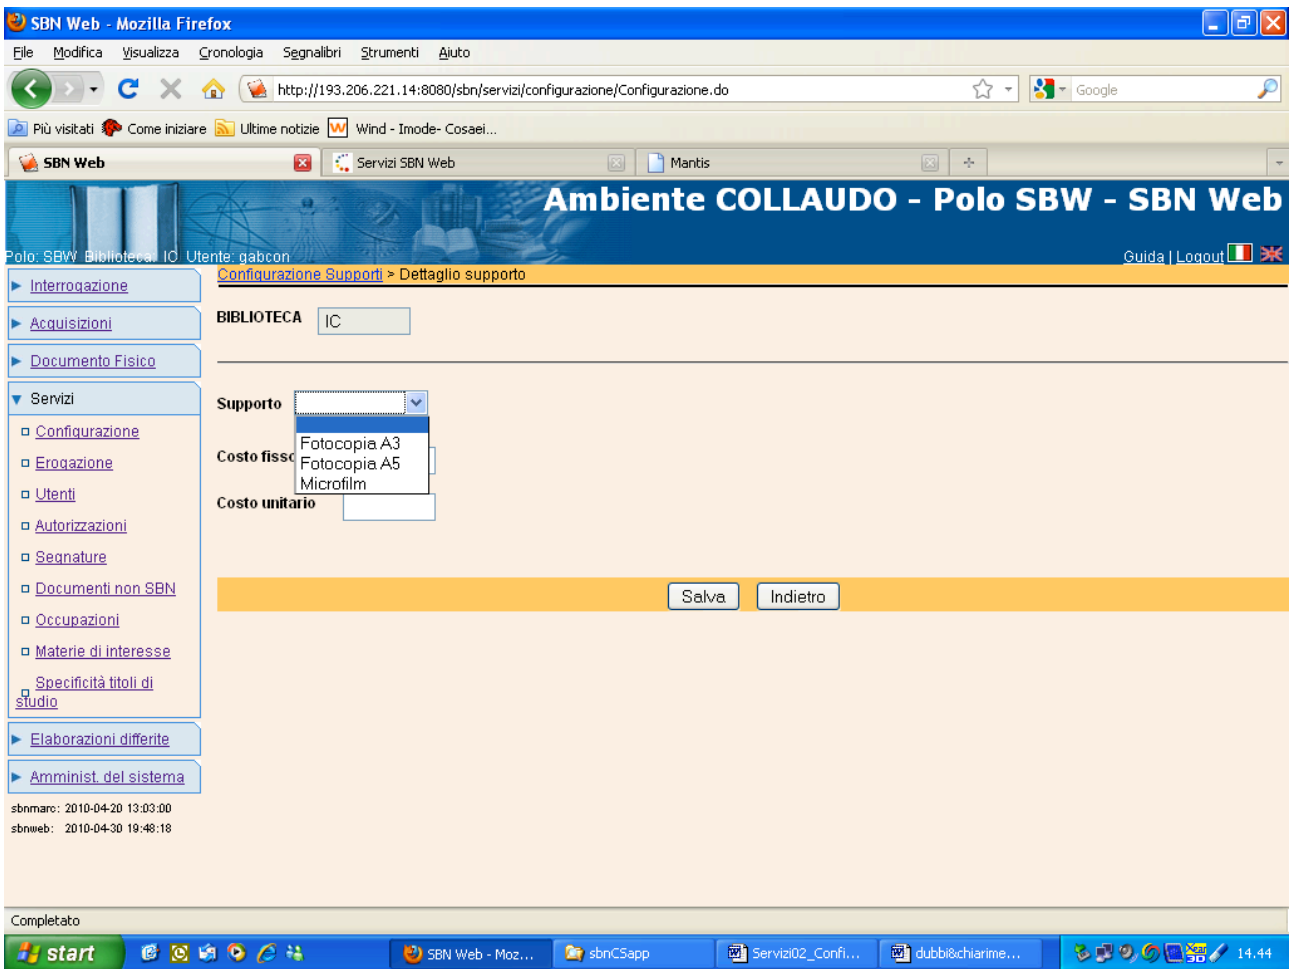 SBN Web - Mozilla Firefox
File Modifica Visualizza Cronologia Segnalibri Strumenti Aiuto
http://193.206.221.14:8080/sbn/servizi/configurazione/Configurazione.do
Google
Più visitati Come iniziare Ultime notizie Wind - Imode- Cosaei...
SBN Web Servizi SBN Web Mantis
Ambiente COLLAUDO - Polo SBW - SBN Web
Polo: SBW Biblioteca: IC Utente: gabcon
Guida | Logout
Configurazione Supporti > Dettaglio supporto
Interrogazione
Acquisizioni
Documento Fisico
Servizi
Configurazione
Erogazione
Utenti
Autorizzazioni
Segnature
Documenti non SBN
Occupazioni
Materie di interesse
Specificità titoli di
studio
Elaborazioni differite
Amminist. del sistema
sbnmarc: 2010-04-20 13:03:00
sbnweb: 2010-04-30 19:48:18
BIBLIOTECA IC
Supporto
Fotocopia A3
Costo fisso
Fotocopia A5
Microfilm
Costo unitario
Salva Indietro
Completato
start SBN Web - Moz... sbnCSapp Servizi02_Confi... dubbi&chiarime... 14.44